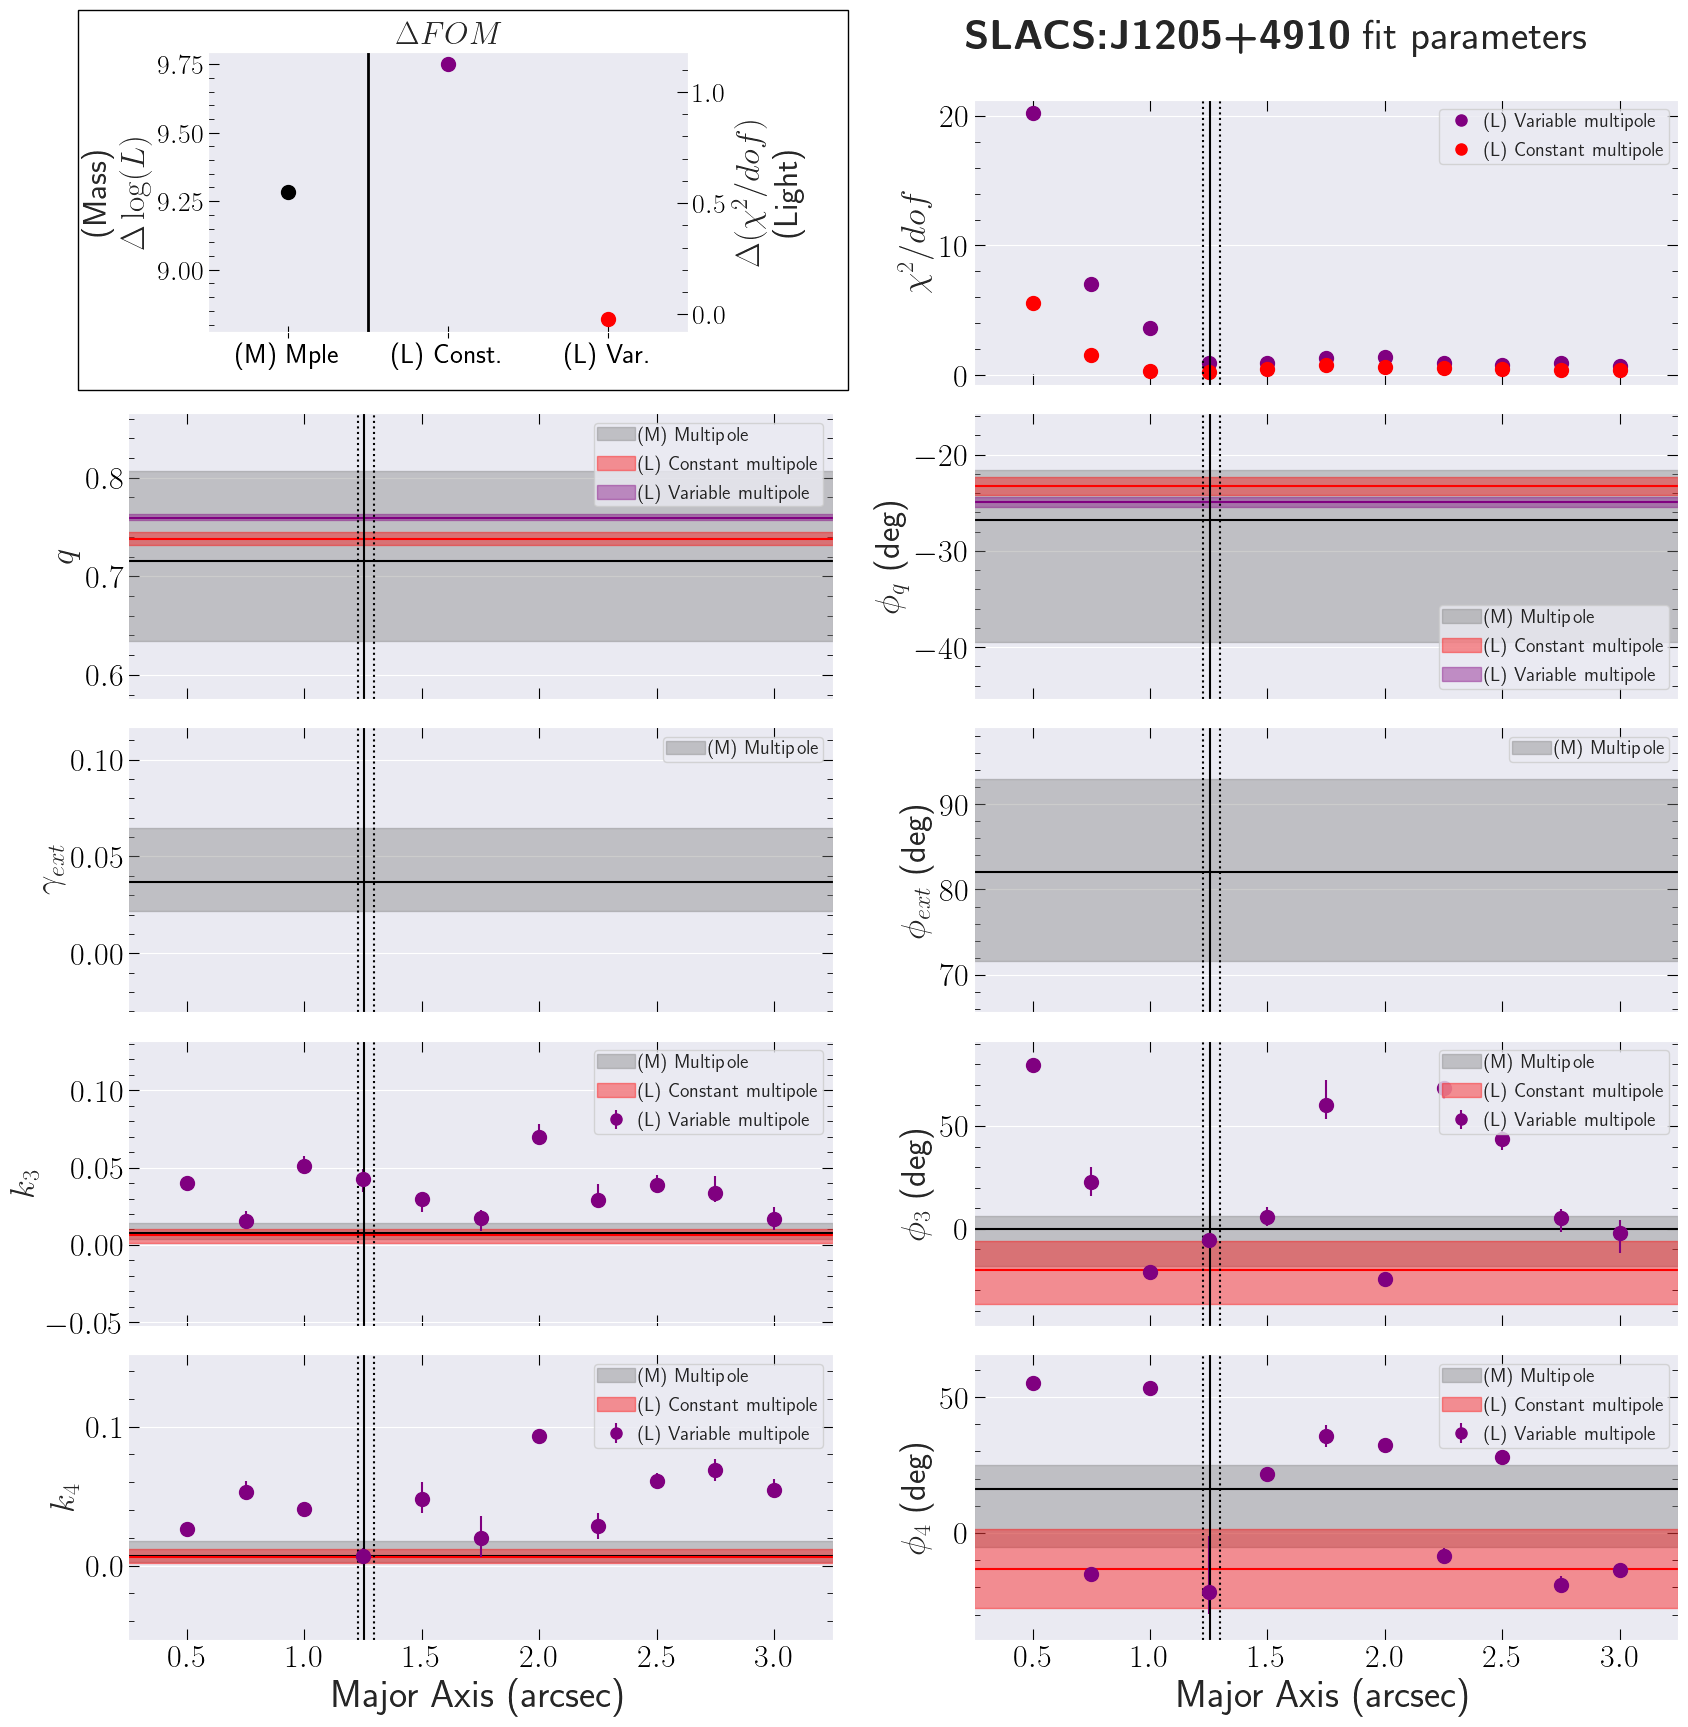 ΔFOM
SLACS:J1205+4910 fit parameters
(Mass)
Δ log(L)
9.75
9.50
9.25
9.00
1.0
0.5
0.0
Δ(χ²/dof)
(Light)
(M) Mple
(L) Const.
(L) Var.
χ²/dof
20
10
0
(L) Variable multipole
(L) Constant multipole
q
0.8
0.7
0.6
(M) Multipole
(L) Constant multipole
(L) Variable multipole
ϕ_q (deg)
−20
−30
−40
(M) Multipole
(L) Constant multipole
(L) Variable multipole
γ_ext
0.10
0.05
0.00
(M) Multipole
ϕ_ext (deg)
90
80
70
(M) Multipole
k₃
0.10
0.05
0.00
−0.05
(M) Multipole
(L) Constant multipole
(L) Variable multipole
ϕ₃ (deg)
50
0
(M) Multipole
(L) Constant multipole
(L) Variable multipole
k₄
0.1
0.0
(M) Multipole
(L) Constant multipole
(L) Variable multipole
0.5 1.0 1.5 2.0 2.5 3.0
Major Axis (arcsec)
ϕ₄ (deg)
50
0
(M) Multipole
(L) Constant multipole
(L) Variable multipole
0.5 1.0 1.5 2.0 2.5 3.0
Major Axis (arcsec)